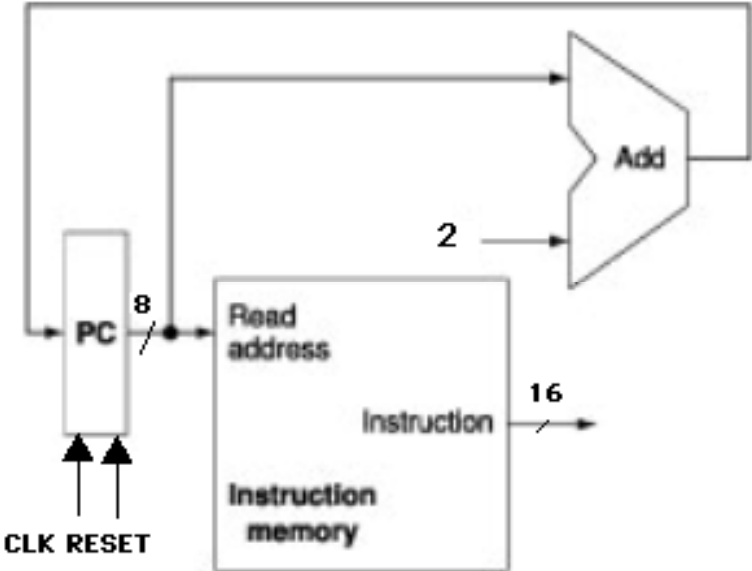 Add
2
8
PC
Read
address
16
Instruction
Instruction
memory
CLK RESET